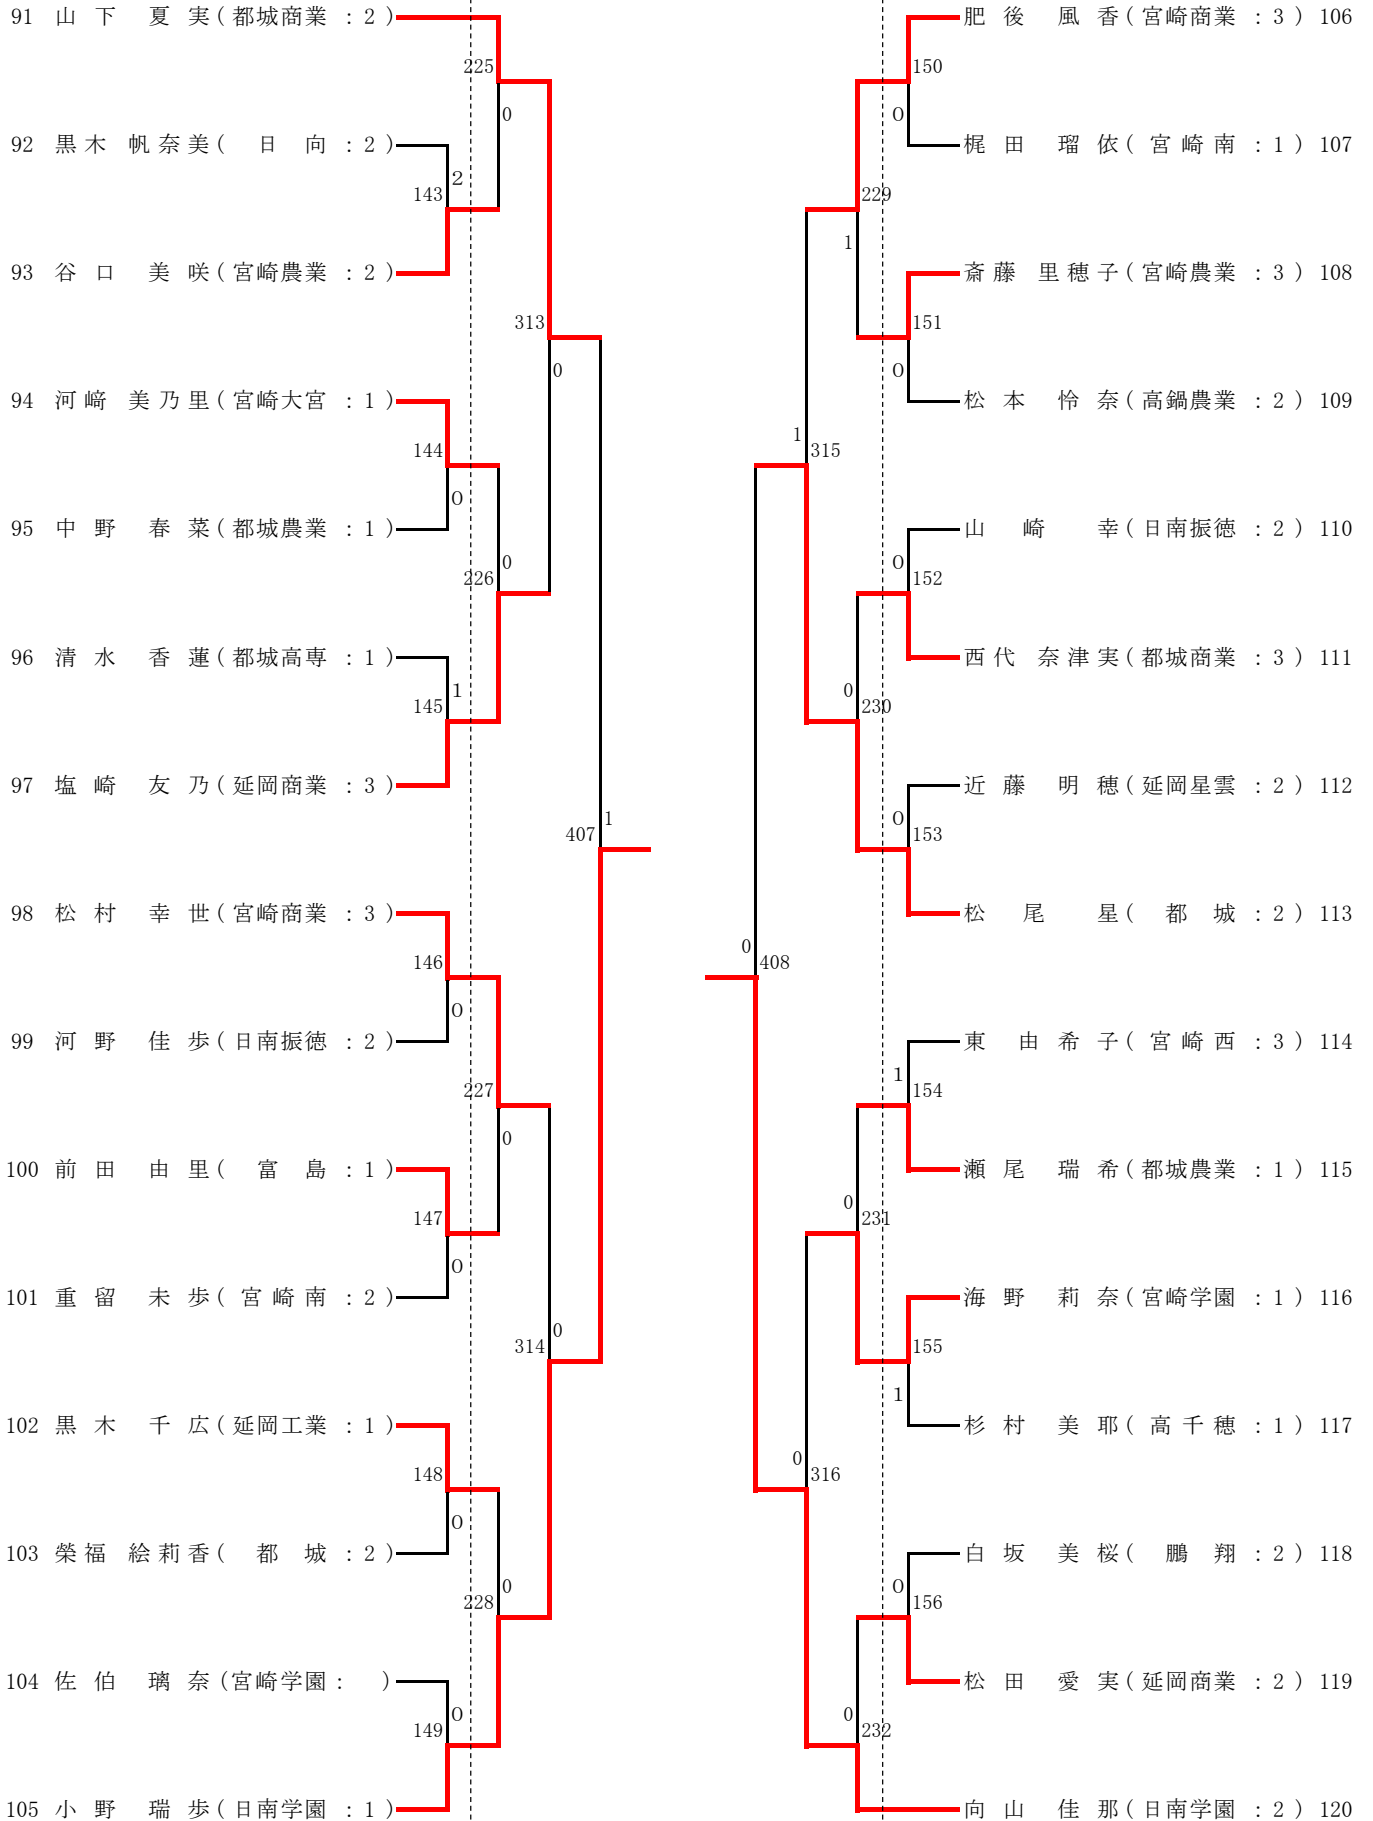 91 山下 夏実(都城商業:2) 肥後 風香(宮崎商業:3) 106
225 150
0 0
92 黒木 帆奈美(日向:2) 梶田 瑠依(宮崎南:1) 107
2
143 229
1
93 谷口 美咲(宮崎農業:2) 斎藤 里穂子(宮崎農業:3) 108
313 151
0 0
94 河﨑 美乃里(宮崎大宮:1) 松本 怜奈(高鍋農業:2) 109
1
144 315
0
95 中野 春菜(都城農業:1) 山崎 幸(日南振徳:2) 110
0 0
226 152
96 清水 香蓮(都城高専:1) 西代 奈津実(都城商業:3) 111
1 0
145 230
97 塩崎 友乃(延岡商業:3) 近藤 明穂(延岡星雲:2) 112
1 0
407 153
98 松村 幸世(宮崎商業:3) 松尾 星(都城:2) 113
0
146 408
0
99 河野 佳歩(日南振徳:2) 東 由希子(宮崎西:3) 114
1
227 154
0
100 前田 由里(富島:1) 瀬尾 瑞希(都城農業:1) 115
0
147 231
0
101 重留 未歩(宮崎南:2) 海野 莉奈(宮崎学園:1) 116
0
314 155
1
102 黒木 千広(延岡工業:1) 杉村 美耶(高千穂:1) 117
0
148 316
0
103 榮福 絵莉香(都城:2) 白坂 美桜(鵬翔:2) 118
0 0
228 156
104 佐伯 璃奈(宮崎学園: ) 松田 愛実(延岡商業:2) 119
0 0
149 232
105 小野 瑞歩(日南学園:1) 向山 佳那(日南学園:2) 120